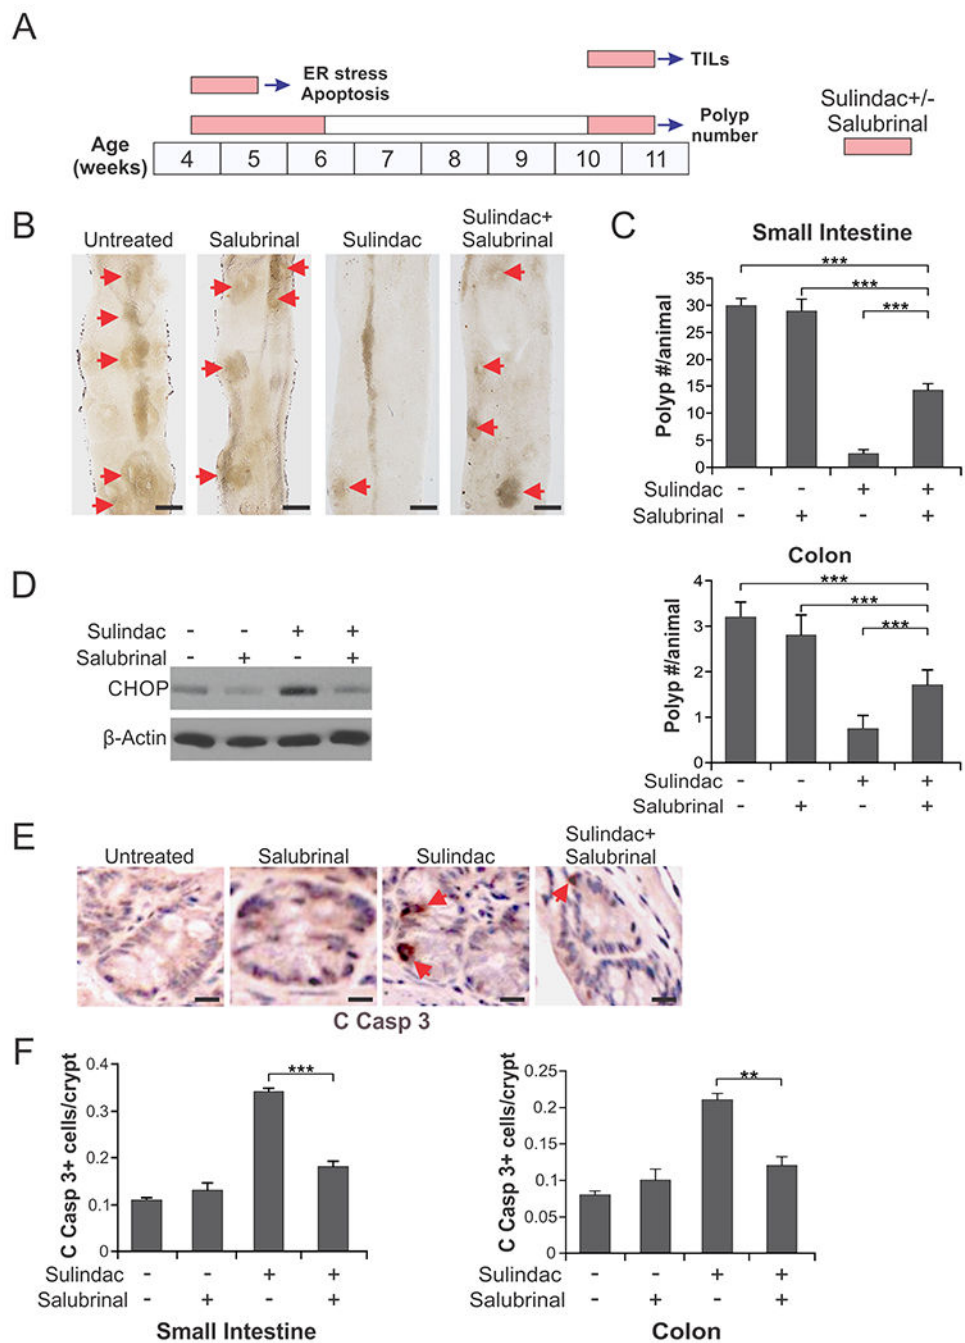 A
ER stress
Apoptosis
TILs
Polyp
number
Sulindac+/-
Salubrinal
Age
(weeks)
4 5 6 7 8 9 10 11
B
Untreated Salubrinal Sulindac Sulindac+
Salubrinal
C
Small Intestine
***
***
***
Polyp #/animal
35
30
25
20
15
10
5
0
Sulindac - - + +
Salubrinal - + - +
Colon
***
***
***
Polyp #/animal
4
3
2
1
0
Sulindac - - + +
Salubrinal - + - +
D
Sulindac - - + +
Salubrinal - + - +
CHOP
β-Actin
E
Untreated Salubrinal Sulindac Sulindac+
Salubrinal
C Casp 3
F
C Casp 3+ cells/crypt
0.4
0.3
0.2
0.1
0
***
Sulindac - - + +
Salubrinal - + - +
Small Intestine
C Casp 3+ cells/crypt
0.25
0.2
0.15
0.1
0.05
0
**
Sulindac - - + +
Salubrinal - + - +
Colon